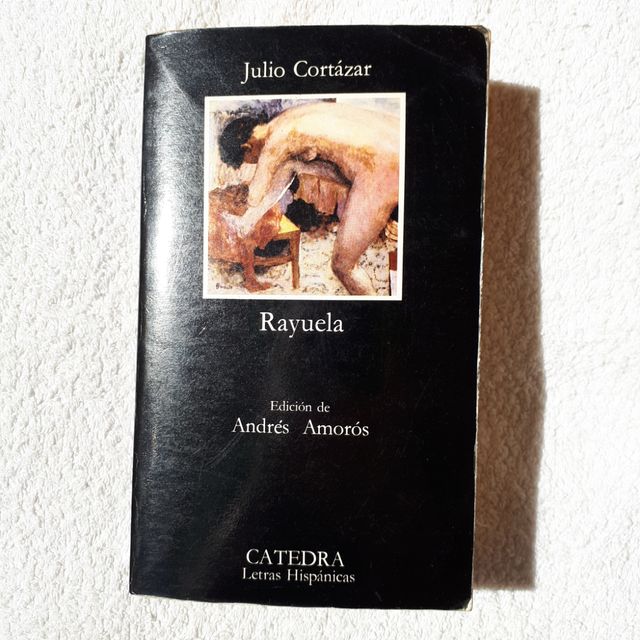 Julio Cortázar
Rayuela
Edición de
Andrés Amorós
CATEDRA
Letras Hispánicas